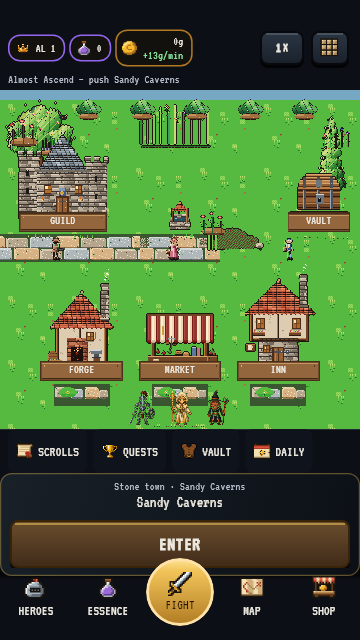 AL 1
0
0g
+13g/min
1X
Almost Ascend – push Sandy Caverns
GUILD
VAULT
FORGE
MARKET
INN
SCROLLS
QUESTS
VAULT
DAILY
Stone town · Sandy Caverns
Sandy Caverns
ENTER
HEROES
ESSENCE
FIGHT
MAP
SHOP